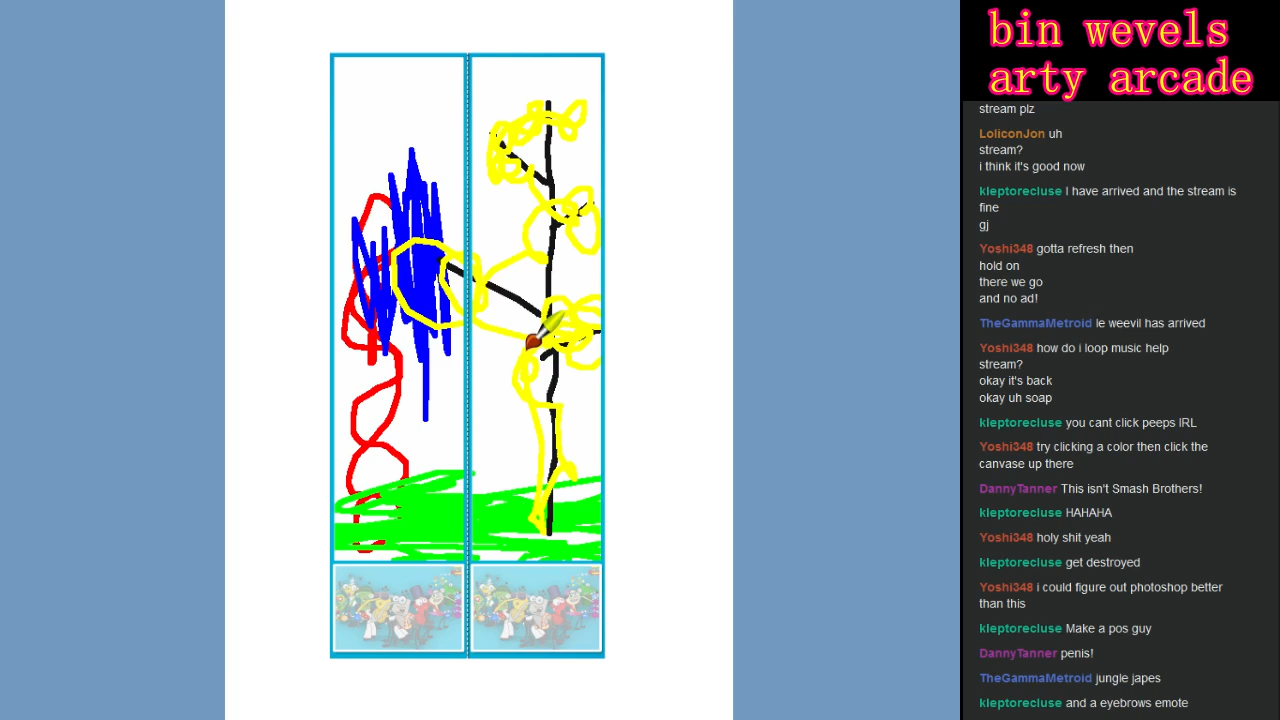 bin wevels
arty arcade
stream plz
LoliconJon uh
stream?
i think it's good now
kleptorecluse I have arrived and the stream is
fine
gj
Yoshi348 gotta refresh then
hold on
there we go
and no ad!
TheGammaMetroid le weevil has arrived
Yoshi348 how do i loop music help
stream?
okay it's back
okay uh soap
kleptorecluse you cant click peeps IRL
Yoshi348 try clicking a color then click the
canvase up there
DannyTanner This isn't Smash Brothers!
kleptorecluse HAHAHA
Yoshi348 holy shit yeah
kleptorecluse get destroyed
Yoshi348 i could figure out photoshop better
than this
kleptorecluse Make a pos guy
DannyTanner penis!
TheGammaMetroid jungle japes
kleptorecluse and a eyebrows emote